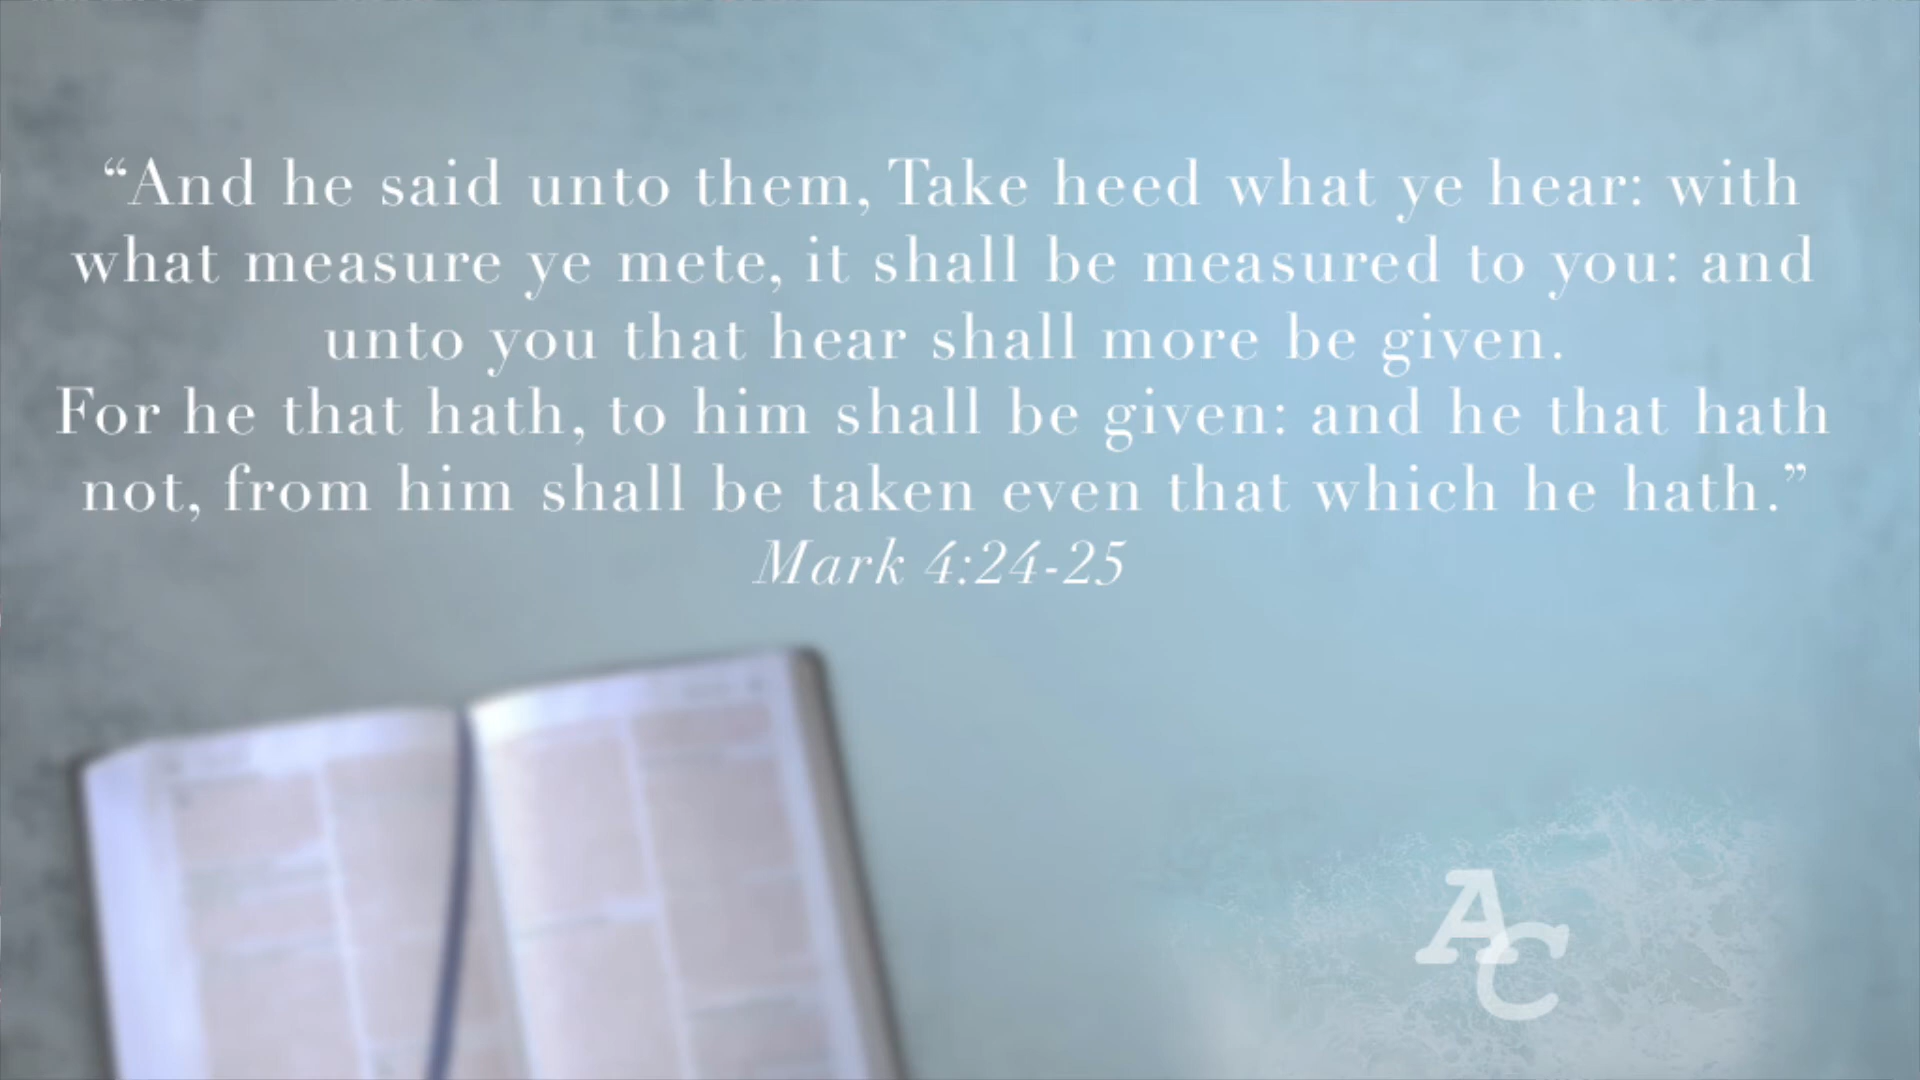 “And he said unto them, Take heed what ye hear: with
what measure ye mete, it shall be measured to you: and
unto you that hear shall more be given.
For he that hath, to him shall be given: and he that hath
not, from him shall be taken even that which he hath.”
Mark 4:24-25
AC